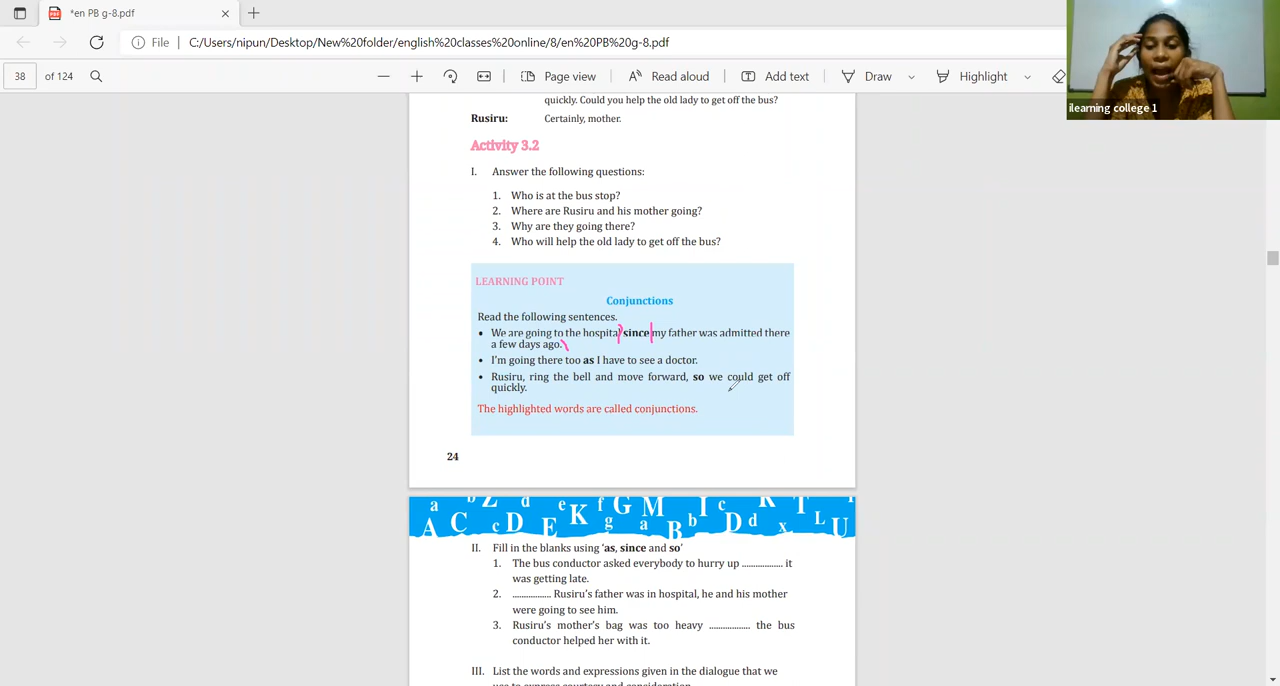 *en PB g-8.pdf
File C:/Users/nipun/Desktop/New%20folder/english%20classes%20online/8/en%20PB%20g-8.pdf
38 of 124 Page view Read aloud Add text Draw Highlight
ilearning college 1
quickly. Could you help the old lady to get off the bus?
Rusiru: Certainly, mother.
Activity 3.2
I. Answer the following questions:
1. Who is at the bus stop?
2. Where are Rusiru and his mother going?
3. Why are they going there?
4. Who will help the old lady to get off the bus?
LEARNING POINT
Conjunctions
Read the following sentences.
• We are going to the hospital since my father was admitted there
a few days ago.
• I'm going there too as I have to see a doctor.
• Rusiru, ring the bell and move forward, so we could get off
quickly.
The highlighted words are called conjunctions.
24
a b Z d e f G M I c K T
A C c D E K g a B b D d x L U
II. Fill in the blanks using 'as, since and so'
1. The bus conductor asked everybody to hurry up .................. it
was getting late.
2. ................. Rusiru's father was in hospital, he and his mother
were going to see him.
3. Rusiru's mother's bag was too heavy .................. the bus
conductor helped her with it.
III. List the words and expressions given in the dialogue that we
use to express courtesy and consideration.